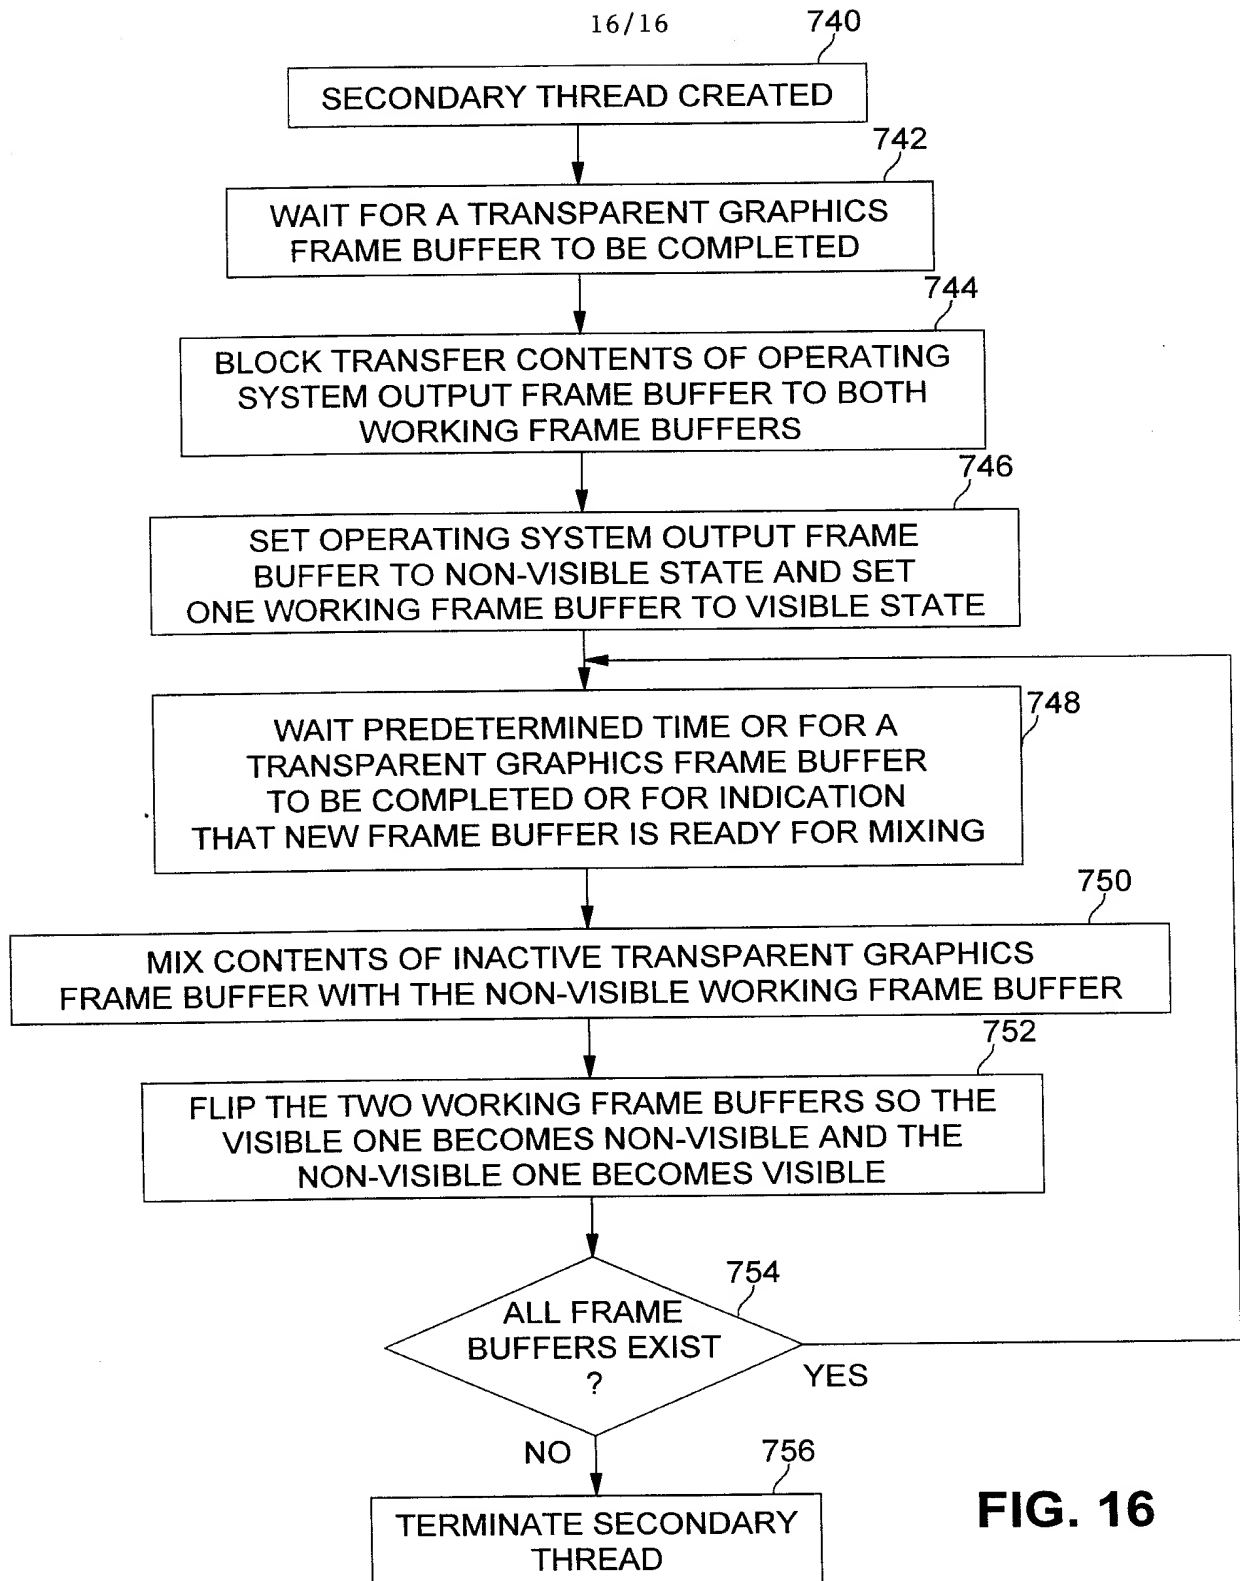 16/16
740
SECONDARY THREAD CREATED
742
WAIT FOR A TRANSPARENT GRAPHICS
FRAME BUFFER TO BE COMPLETED
744
BLOCK TRANSFER CONTENTS OF OPERATING
SYSTEM OUTPUT FRAME BUFFER TO BOTH
WORKING FRAME BUFFERS
746
SET OPERATING SYSTEM OUTPUT FRAME
BUFFER TO NON-VISIBLE STATE AND SET
ONE WORKING FRAME BUFFER TO VISIBLE STATE
748
WAIT PREDETERMINED TIME OR FOR A
TRANSPARENT GRAPHICS FRAME BUFFER
TO BE COMPLETED OR FOR INDICATION
THAT NEW FRAME BUFFER IS READY FOR MIXING
750
MIX CONTENTS OF INACTIVE TRANSPARENT GRAPHICS
FRAME BUFFER WITH THE NON-VISIBLE WORKING FRAME BUFFER
752
FLIP THE TWO WORKING FRAME BUFFERS SO THE
VISIBLE ONE BECOMES NON-VISIBLE AND THE
NON-VISIBLE ONE BECOMES VISIBLE
754
ALL FRAME
BUFFERS EXIST
?
YES
NO
756
TERMINATE SECONDARY
THREAD
FIG. 16